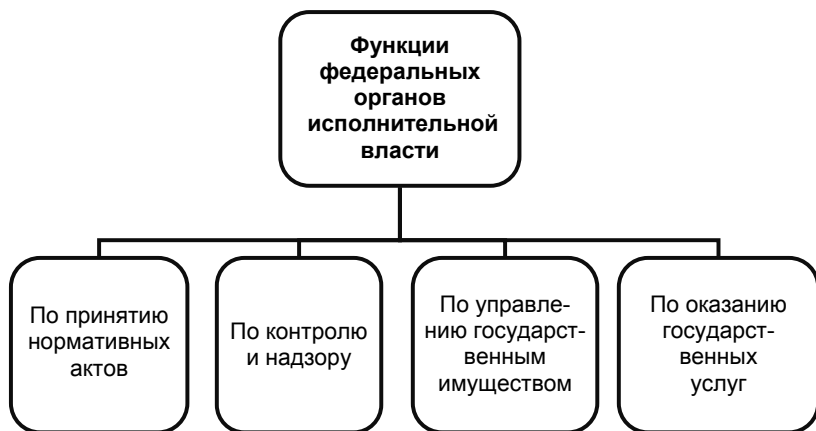 Функции
федеральных
органов
исполнительной
власти
По принятию
нормативных
актов
По контролю
и надзору
По управле-
нию государст-
венным
имуществом
По оказанию
государст-
венных
услуг